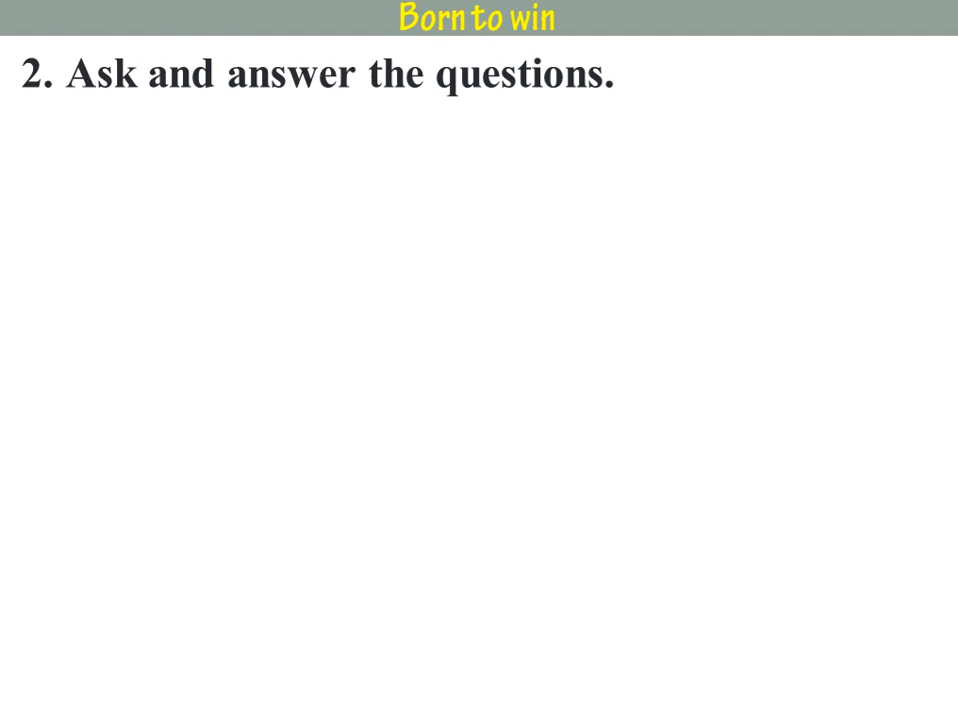 Born to win
2. Ask and answer the questions.